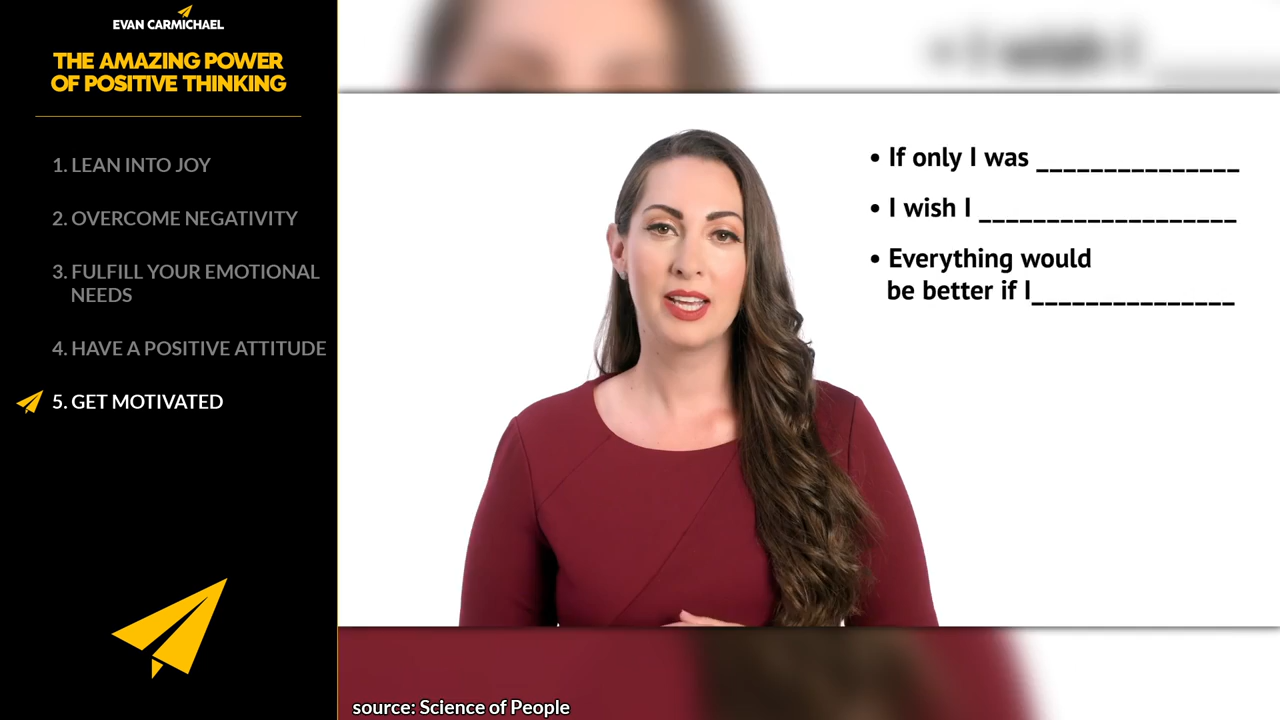 EVAN CARMICHAEL
THE AMAZING POWER
OF POSITIVE THINKING
1. LEAN INTO JOY
2. OVERCOME NEGATIVITY
3. FULFILL YOUR EMOTIONAL
NEEDS
4. HAVE A POSITIVE ATTITUDE
5. GET MOTIVATED
• I wish I ____
• If only I was _______________
• I wish I ___________________
• Everything would
be better if I_______________
source: Science of People